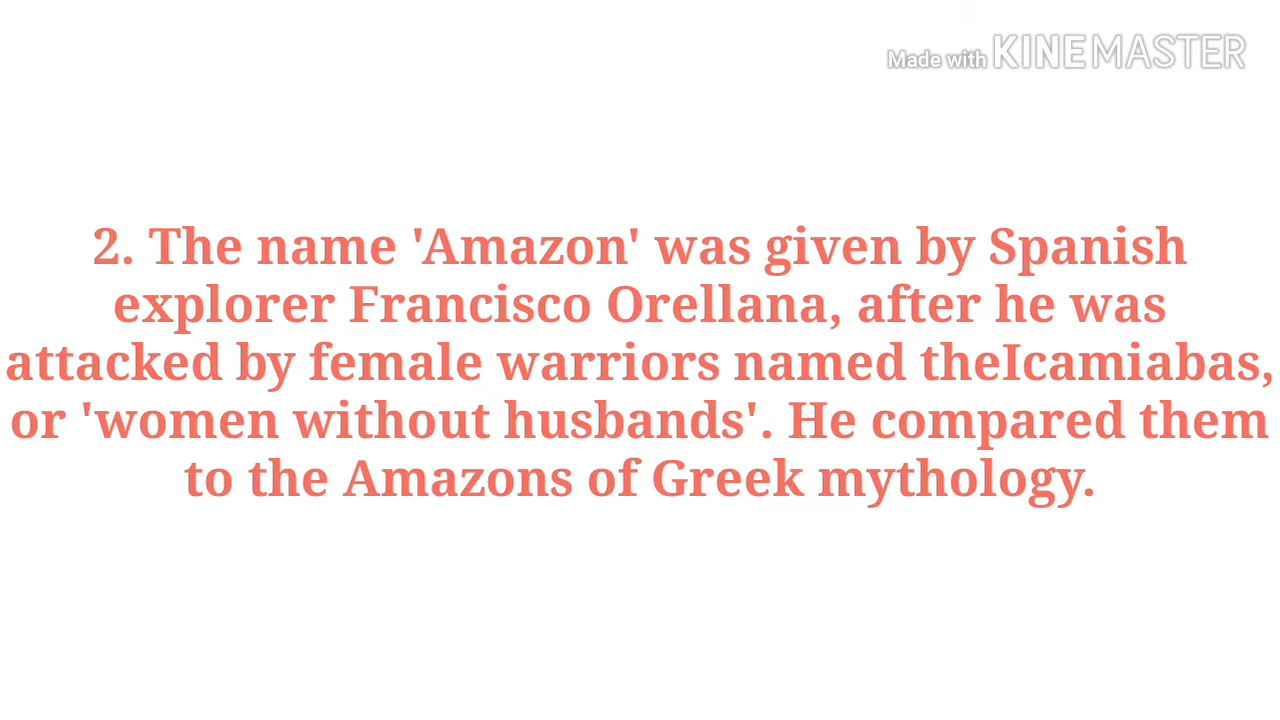 Made with KINEMASTER
2. The name 'Amazon' was given by Spanish
explorer Francisco Orellana, after he was
attacked by female warriors named theIcamiabas,
or 'women without husbands'. He compared them
to the Amazons of Greek mythology.